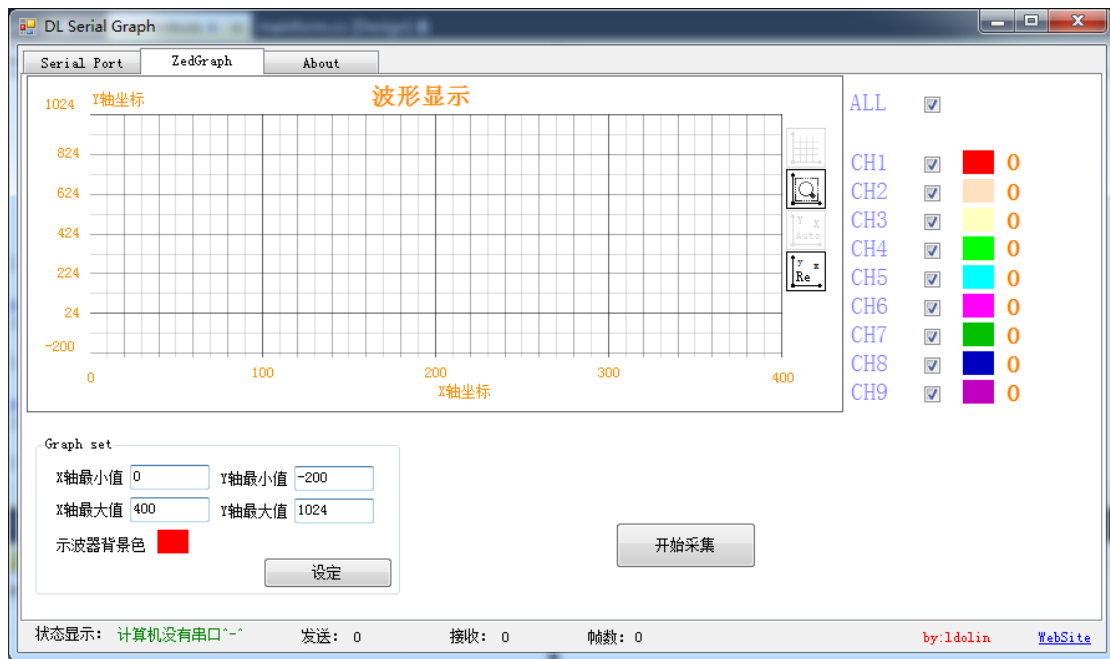 DL Serial Graph
Serial Port ZedGraph About
波形显示
Y轴坐标
1024
824
624
424
224
24
-200
0 100 200 300 400
X轴坐标
Y X
Auto
y x
Re
ALL
CH1 0
CH2 0
CH3 0
CH4 0
CH5 0
CH6 0
CH7 0
CH8 0
CH9 0
Graph set
X轴最小值 0 Y轴最小值 -200
X轴最大值 400 Y轴最大值 1024
示波器背景色
设定
开始采集
状态显示: 计算机没有串口^-^ 发送: 0 接收: 0 帧数: 0 by:ldolin WebSite